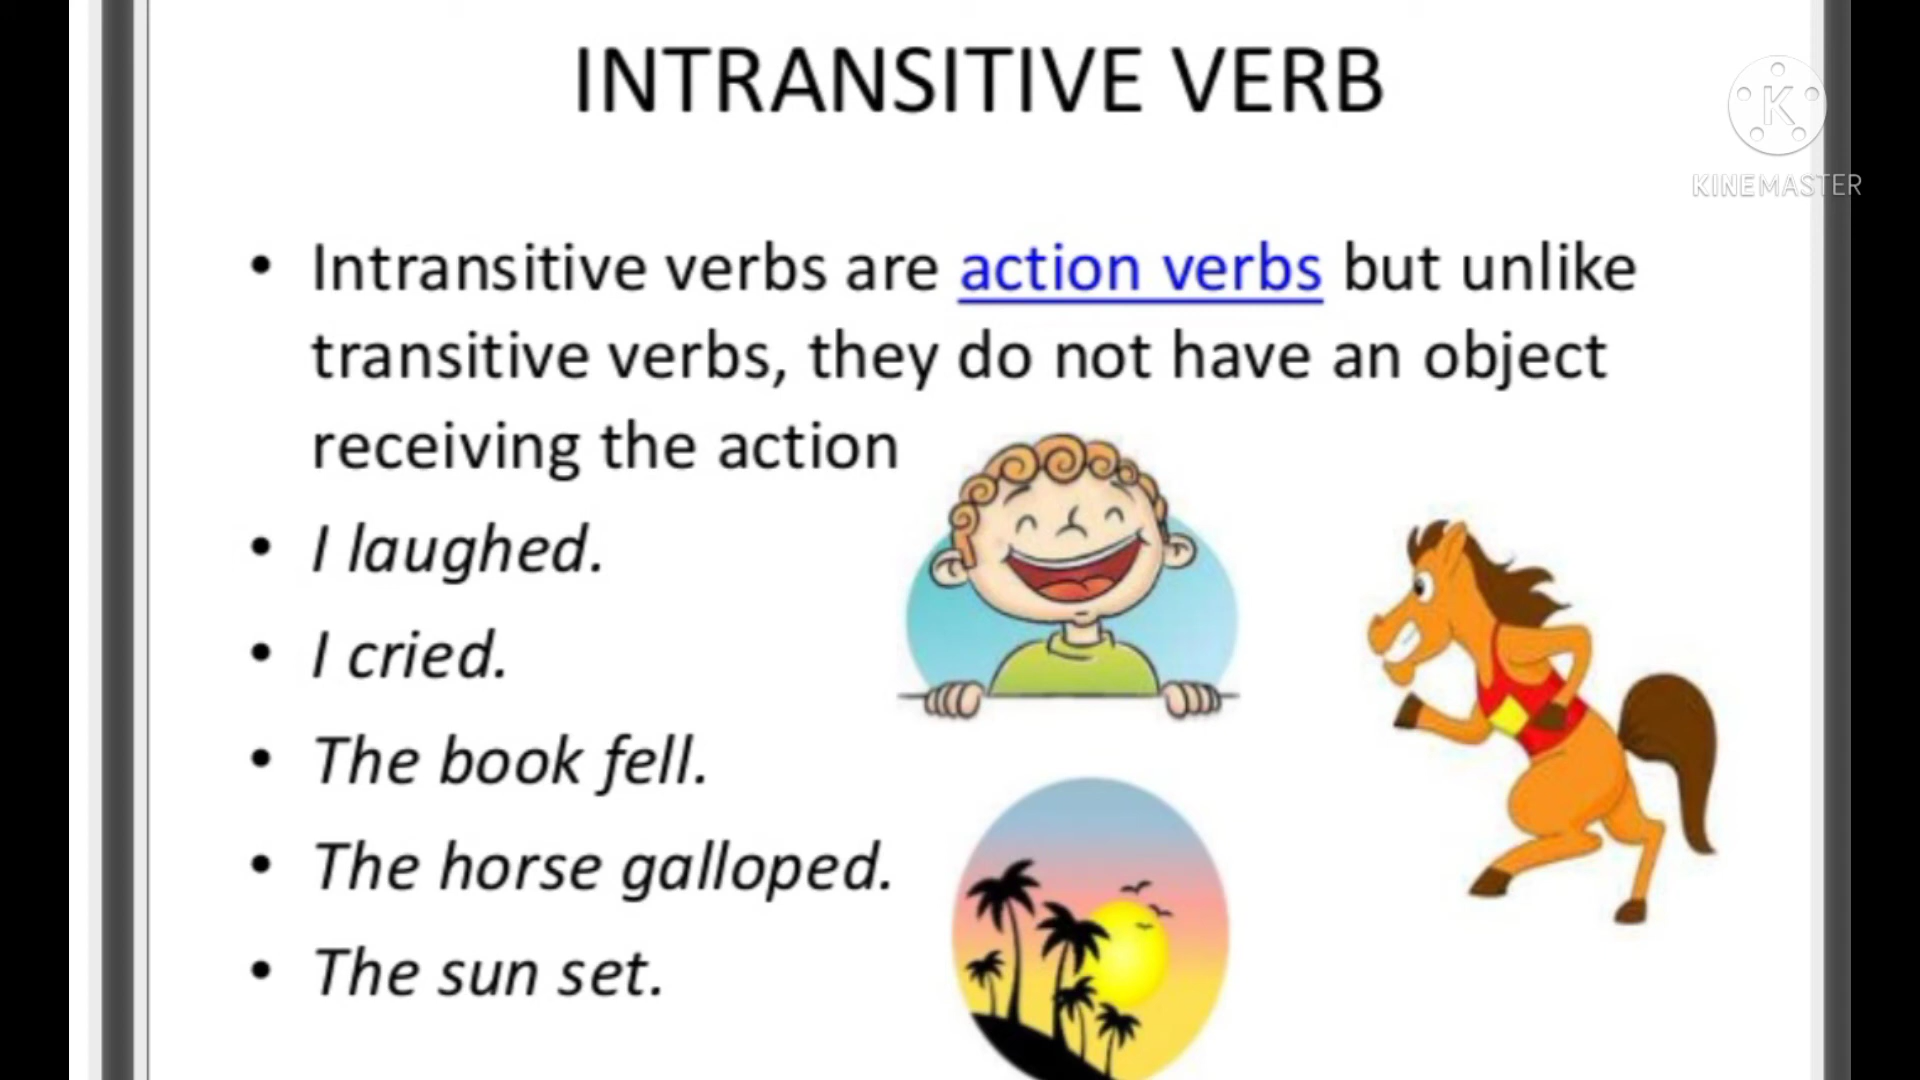 INTRANSITIVE VERB
K
KINEMASTER
• Intransitive verbs are action verbs but unlike
transitive verbs, they do not have an object
receiving the action
• I laughed.
• I cried.
• The book fell.
• The horse galloped.
• The sun set.